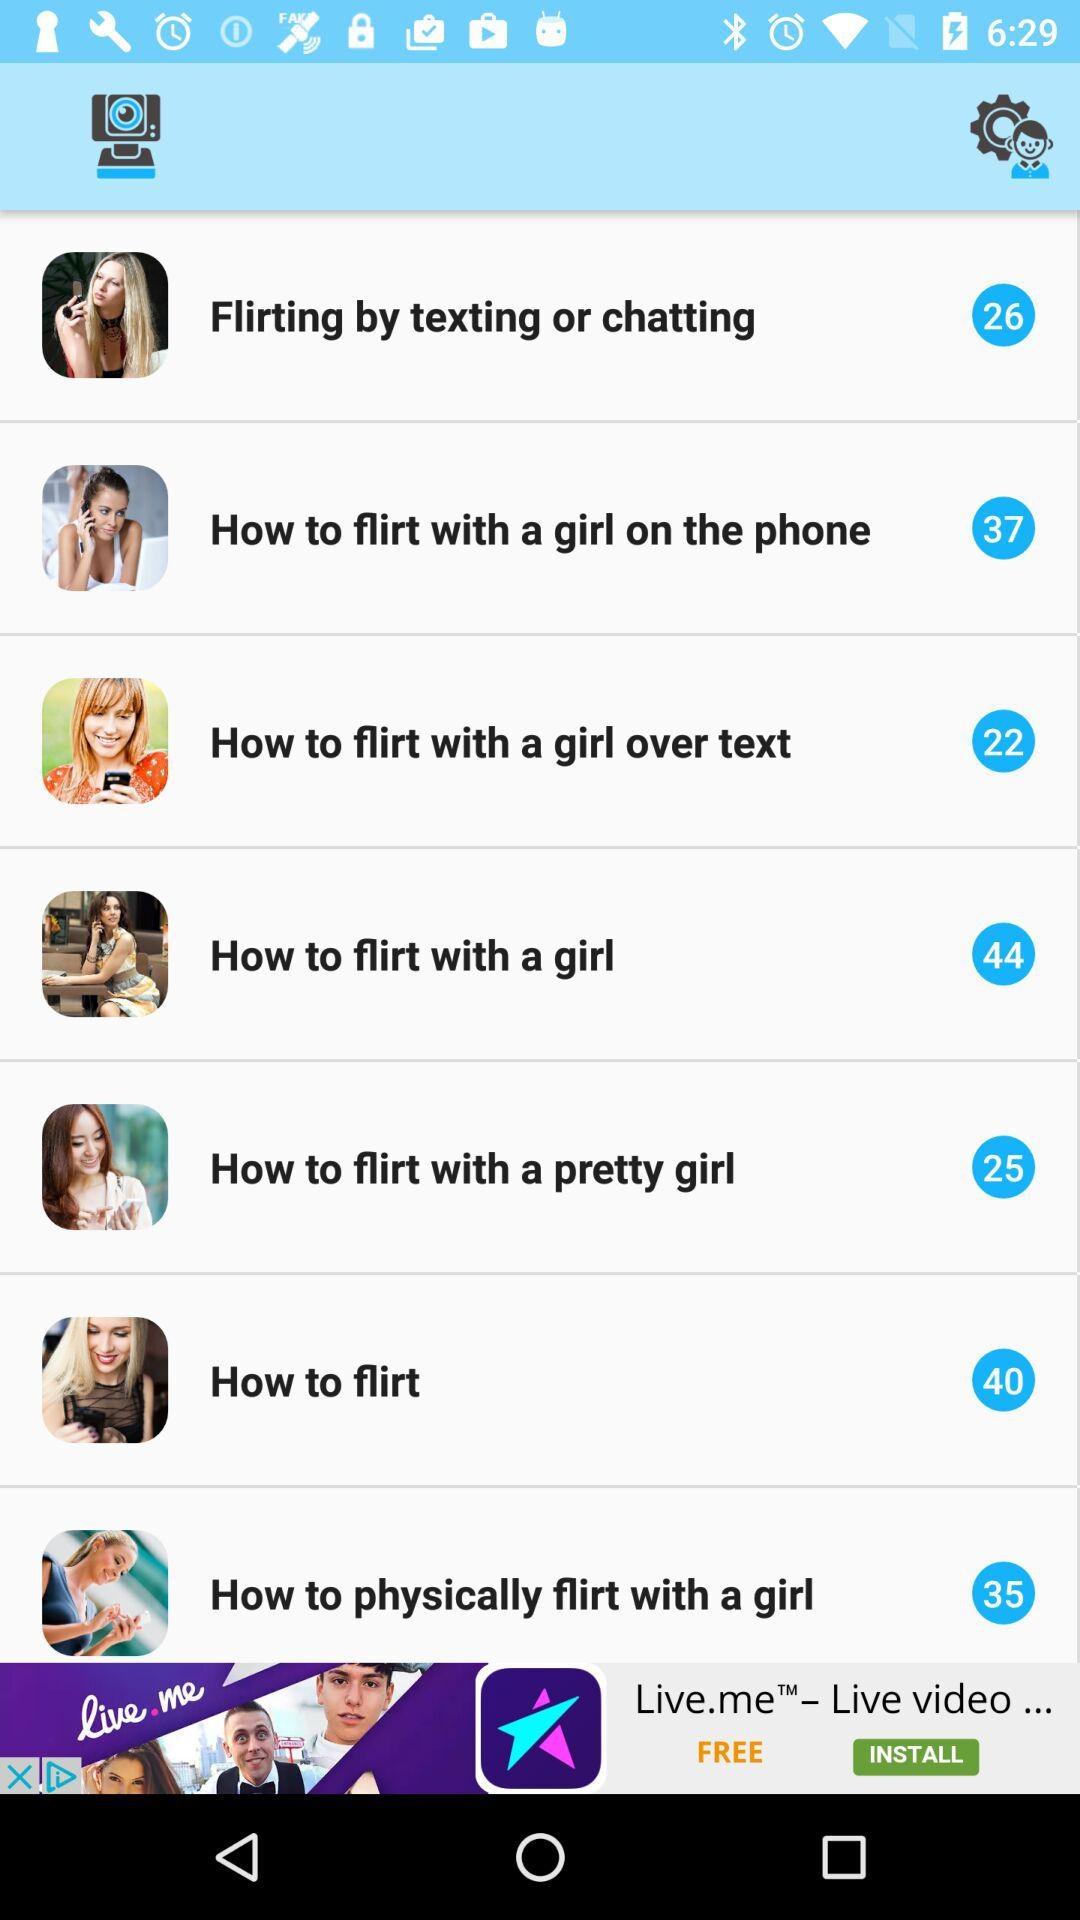 FAKE
6:29
Flirting by texting or chatting
26
How to flirt with a girl on the phone
37
How to flirt with a girl over text
22
How to flirt with a girl
44
How to flirt with a pretty girl
25
How to flirt
40
How to physically flirt with a girl
35
live.me
Live.me™– Live video ...
FREE
INSTALL